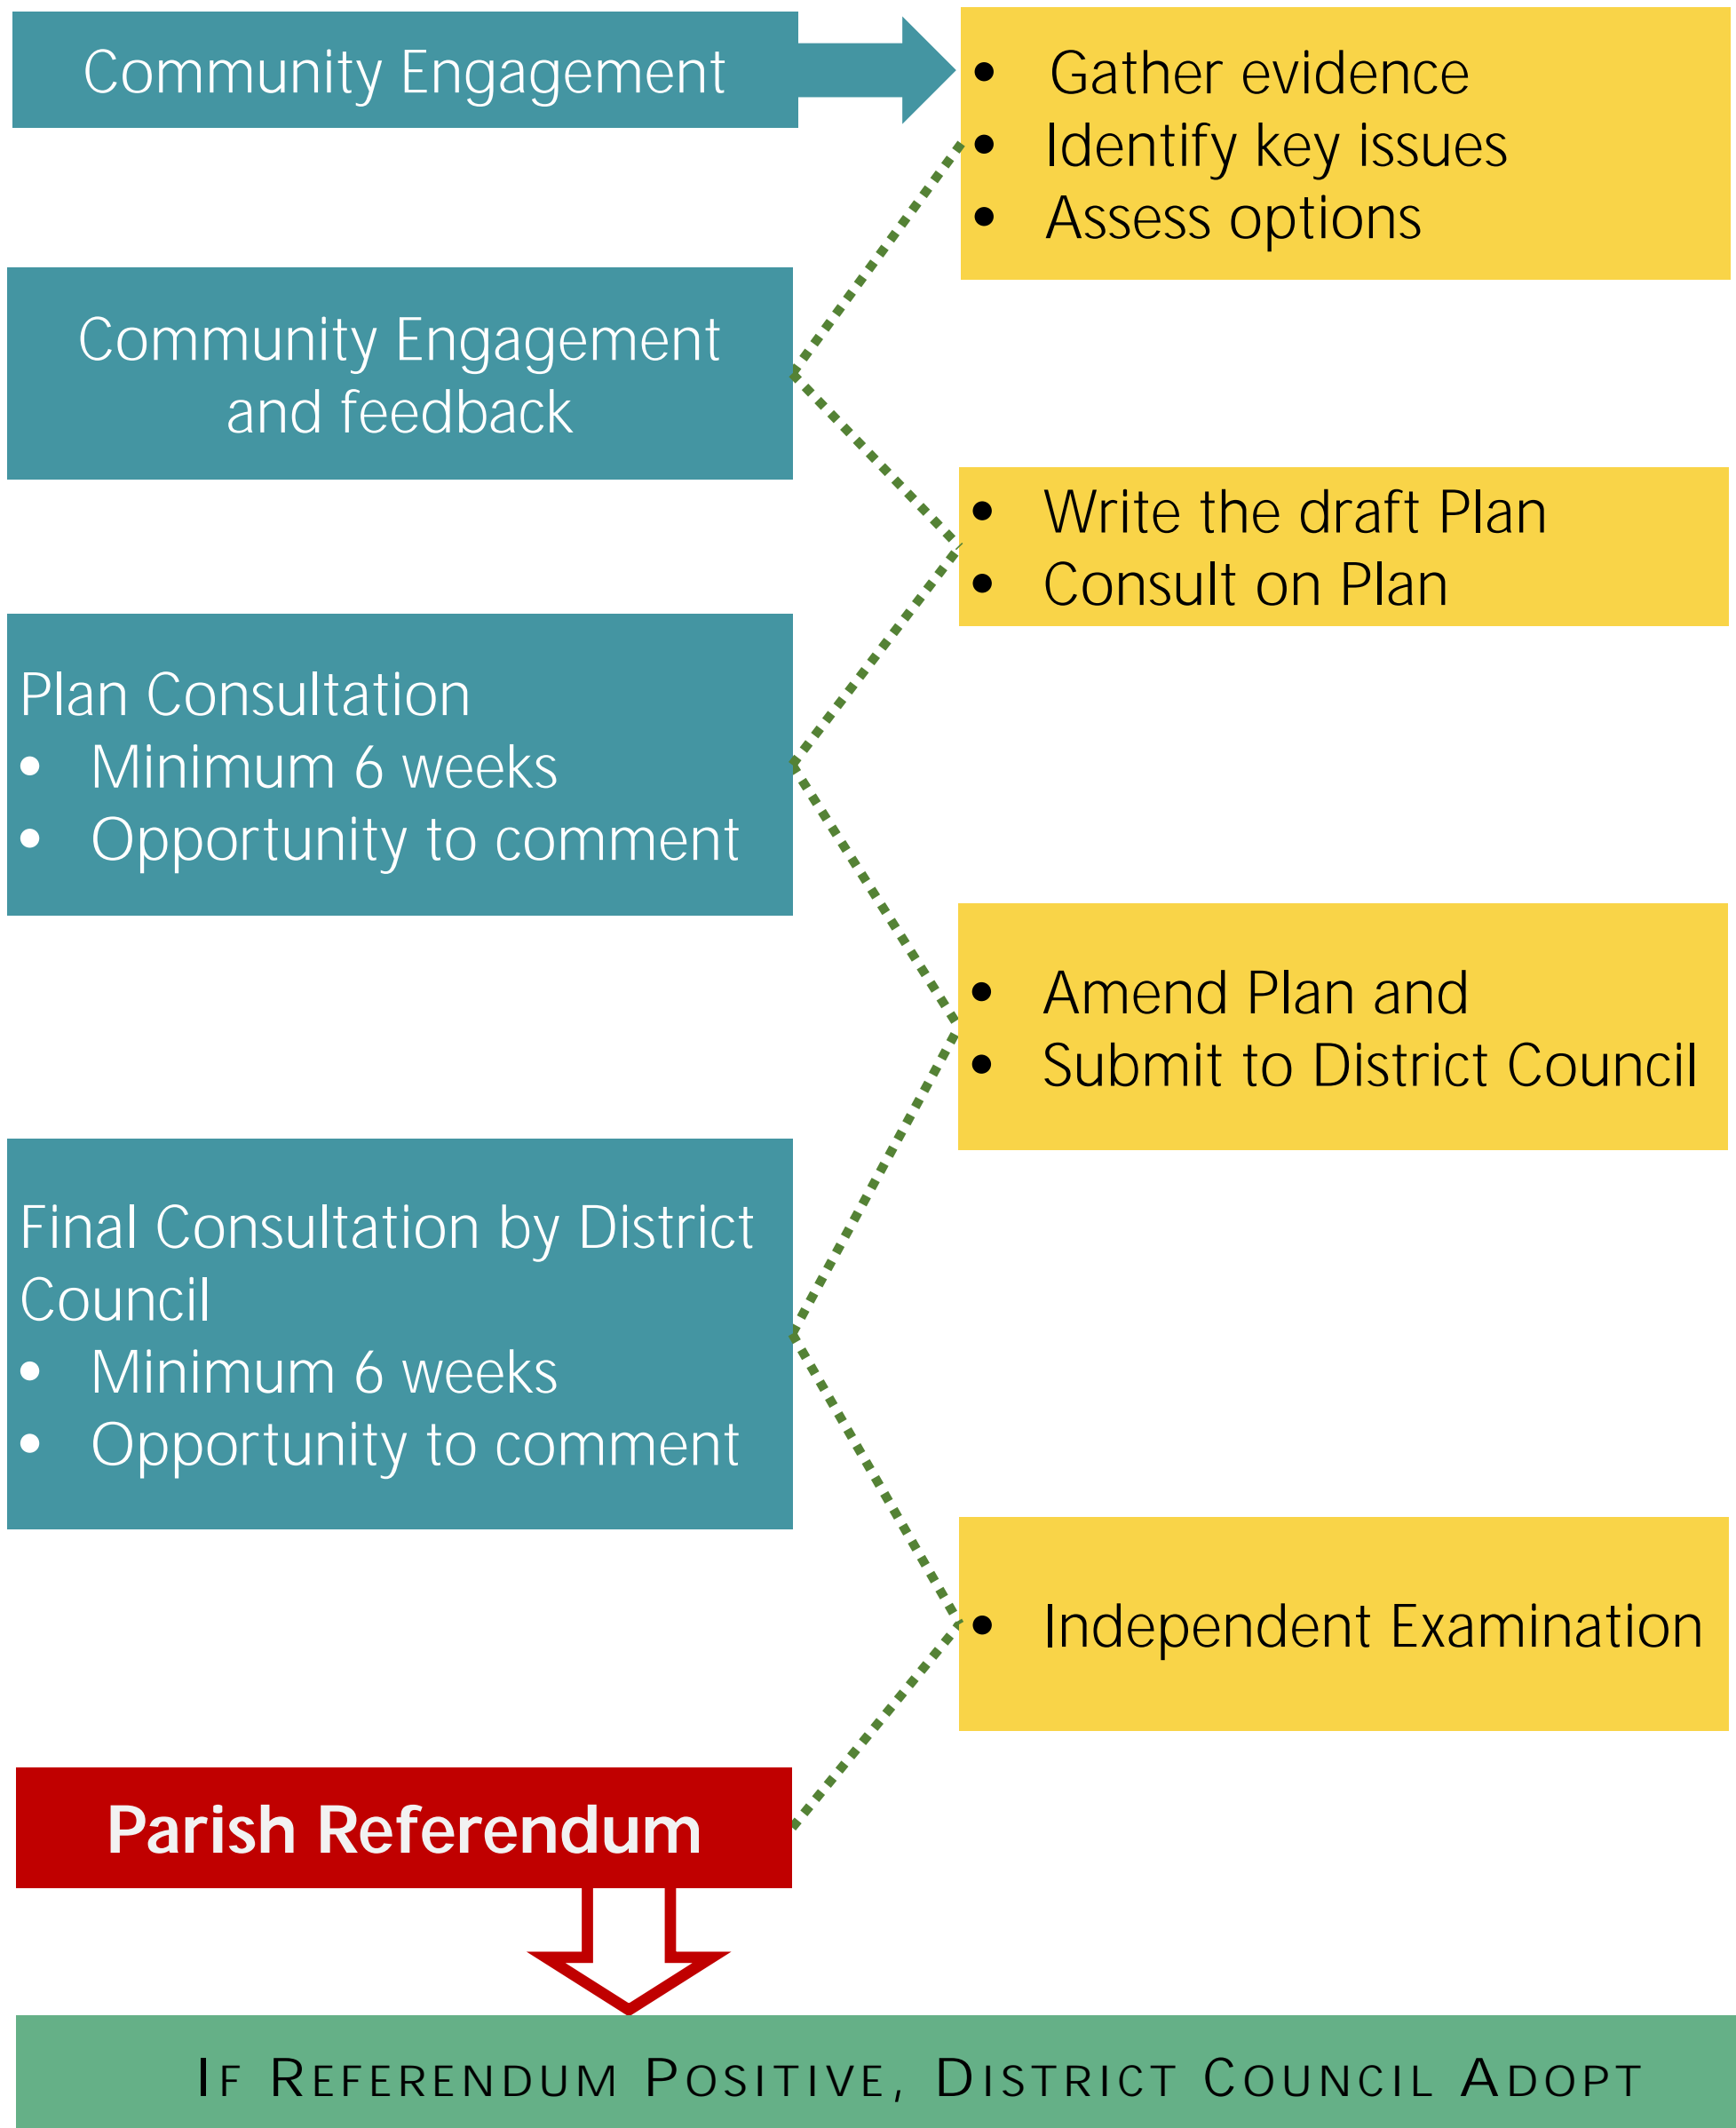 Community Engagement
• Gather evidence
• Identify key issues
• Assess options
Community Engagement
and feedback
• Write the draft Plan
• Consult on Plan
Plan Consultation
• Minimum 6 weeks
• Opportunity to comment
• Amend Plan and
• Submit to District Council
Final Consultation by District
Council
• Minimum 6 weeks
• Opportunity to comment
• Independent Examination
Parish Referendum
IF REFERENDUM POSITIVE, DISTRICT COUNCIL ADOPT